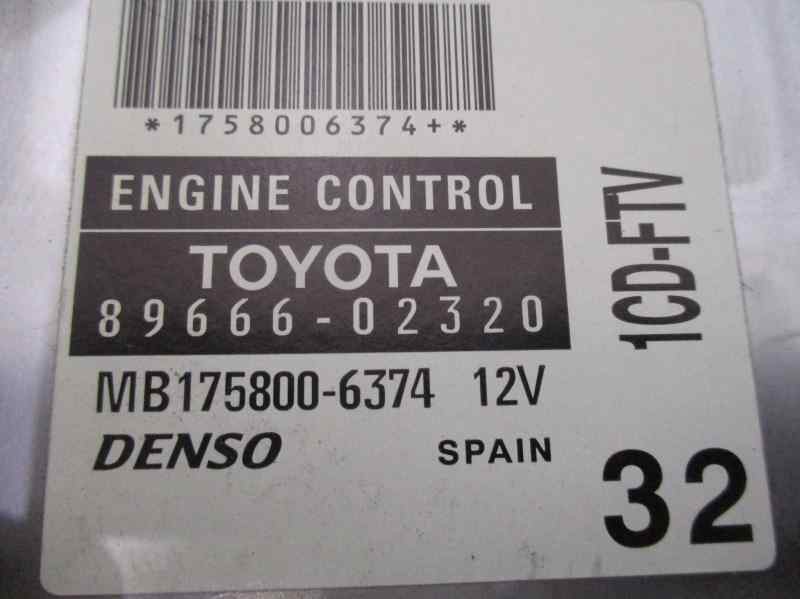 *1758006374+*
ENGINE CONTROL
TOYOTA
89666-02320
MB175800-6374 12V
DENSO SPAIN
1CD-FTV
32